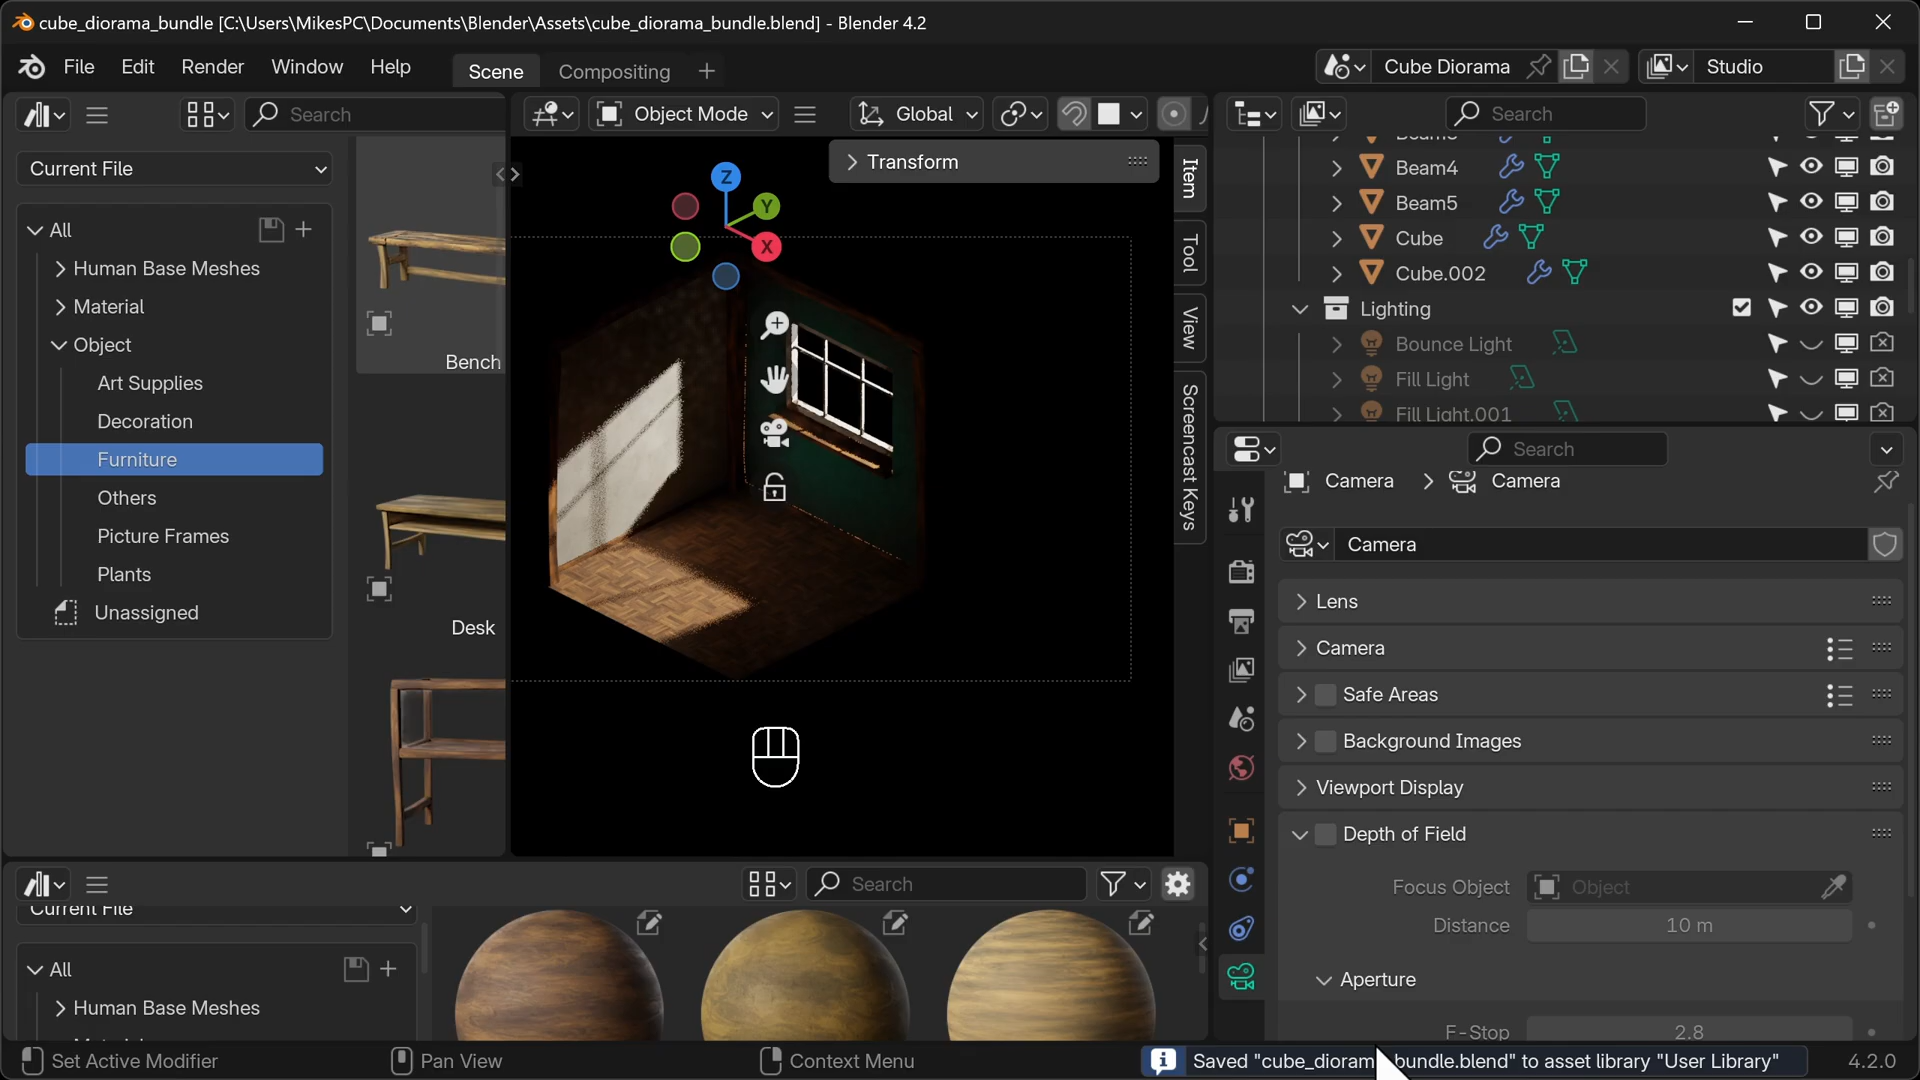 cube_diorama_bundle [C:\Users\MikesPC\Documents\Blender\Assets\cube_diorama_bundle.blend] - Blender 4.2
File Edit Render Window Help Scene Compositing + Cube Diorama Studio
Search Object Mode Global Search
Current File
All
Human Base Meshes
Material
Object
Art Supplies
Decoration
Furniture
Others
Picture Frames
Plants
Unassigned
Bench
Desk
Transform
Z
Y
X
Item
Tool
View
Screencast Keys
Beam4
Beam5
Cube
Cube.002
Lighting
Bounce Light
Fill Light
Fill Light.001
Search
Camera > Camera
Camera
Lens
Camera
Safe Areas
Background Images
Viewport Display
Depth of Field
Focus Object Object
Distance 10 m
Aperture
F-Stop 2.8
Search
Current File
All
Human Base Meshes
Set Active Modifier Pan View Context Menu
Saved "cube_dioram bundle.blend" to asset library "User Library" 4.2.0